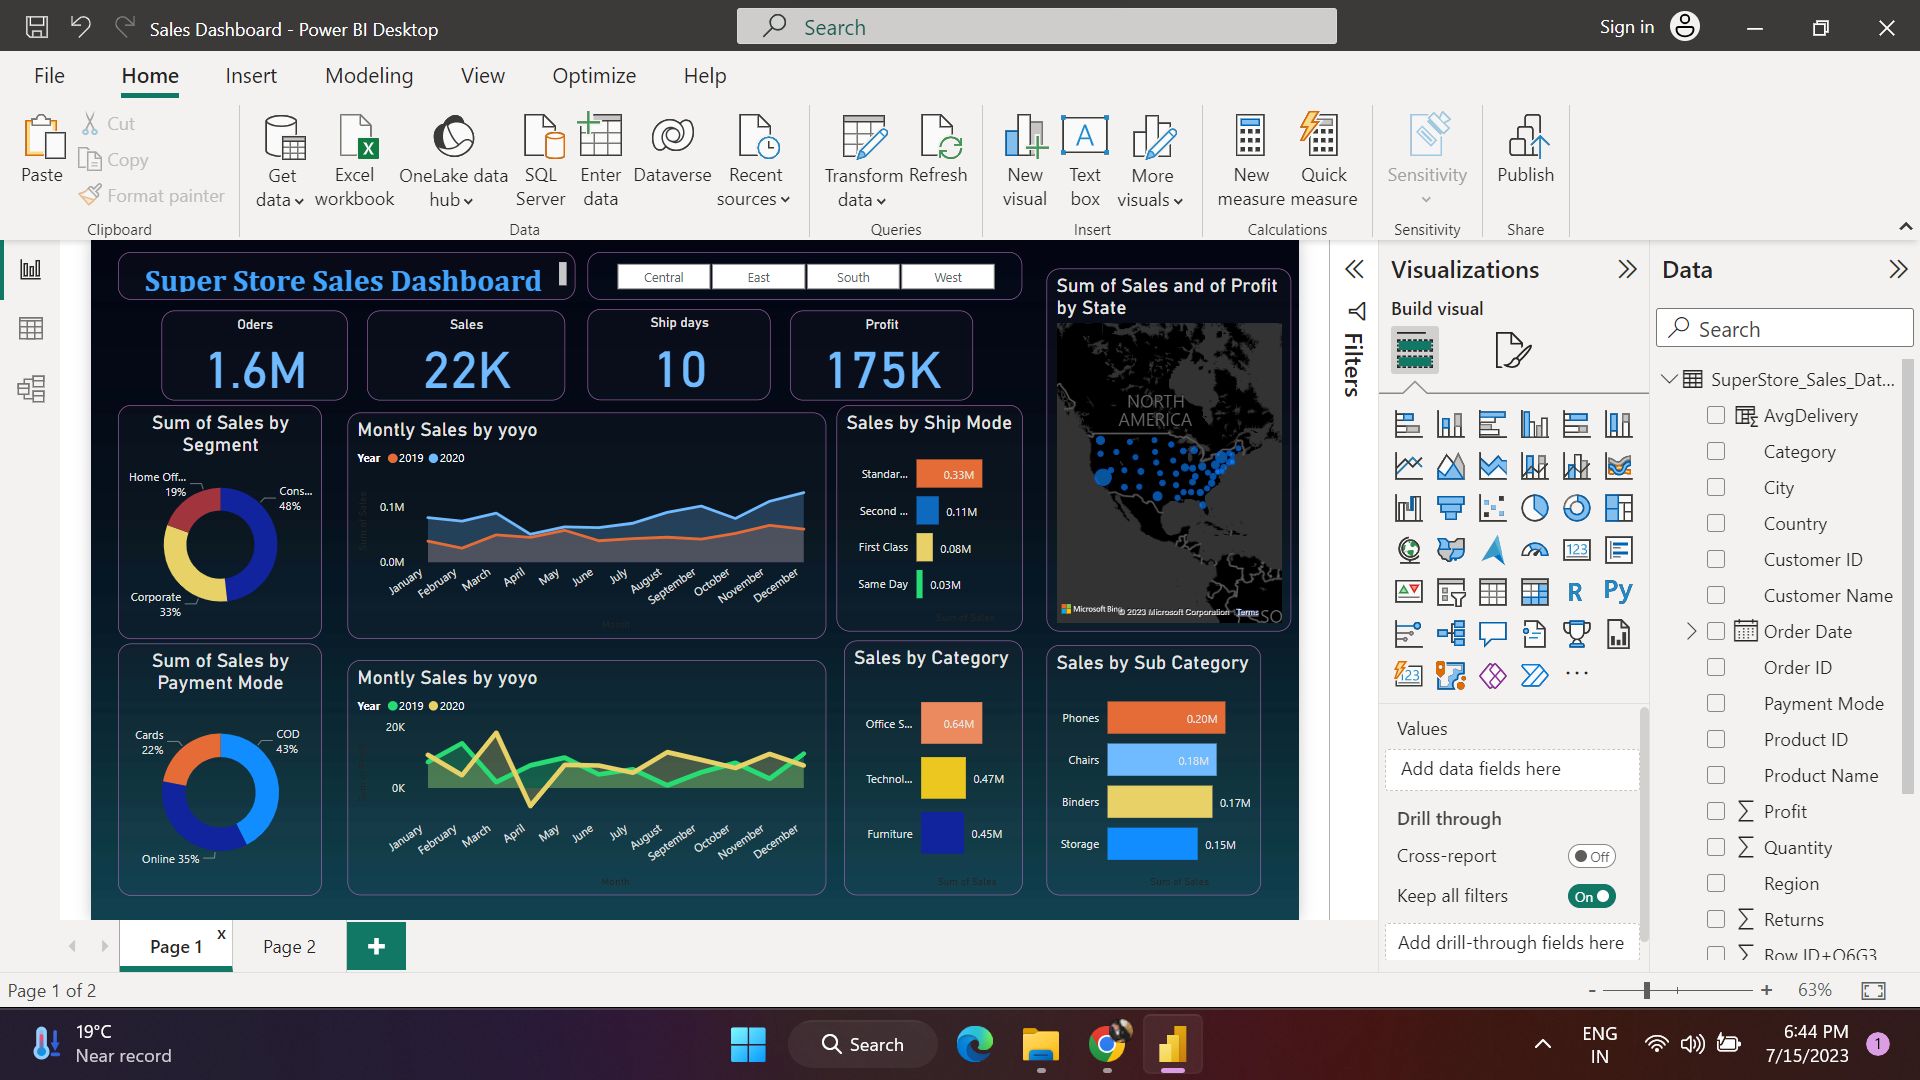 Sales Dashboard - Power BI Desktop
Search
Sign in
File
Home
Insert
Modeling
View
Optimize
Help
Paste
Cut
Copy
Format painter
Clipboard
Get data
Excel workbook
OneLake data hub
SQL Server
Enter data
Dataverse
Recent sources
Data
Transform data
Refresh
Queries
New visual
Text box
More visuals
Insert
New measure
Quick measure
Calculations
Sensitivity
Sensitivity
Publish
Share
Super Store Sales Dashboard
Central
East
South
West
Oders
1.6M
Sales
22K
Ship days
10
Profit
175K
Sum of Sales and of Profit
by State
NORTH
AMERICA
Microsoft Bing
© 2023 Microsoft Corporation
Terms
Sum of Sales by
Segment
Home Off...
19%
Cons...
48%
Corporate
33%
Montly Sales by yoyo
Year 2019 2020
Sum of Sales
0.1M
0.0M
January
February
March
April
May
June
July
August
September
October
November
December
Month
Sales by Ship Mode
Standar... 0.33M
Second ... 0.11M
First Class 0.08M
Same Day 0.03M
Sum of Sales
Sum of Sales by
Payment Mode
Cards
22%
COD
43%
Online 35%
Montly Sales by yoyo
Year 2019 2020
20K
0K
January
February
March
April
May
June
July
August
September
October
November
December
Month
Sales by Category
Office S... 0.64M
Technol... 0.47M
Furniture 0.45M
Sum of Sales
Sales by Sub Category
Phones 0.20M
Chairs 0.18M
Binders 0.17M
Storage 0.15M
Sum of Sales
Filters
Visualizations
Build visual
123
R
Py
123
...
Values
Add data fields here
Drill through
Cross-report
Off
Keep all filters
On
Add drill-through fields here
Data
Search
SuperStore_Sales_Dat...
AvgDelivery
Category
City
Country
Customer ID
Customer Name
Order Date
Order ID
Payment Mode
Product ID
Product Name
Profit
Quantity
Region
Returns
Row ID+O6G3
Page 1
x
Page 2
+
Page 1 of 2
- + 63%
19°C
Near record
Search
ENG
IN
6:44 PM
7/15/2023
1